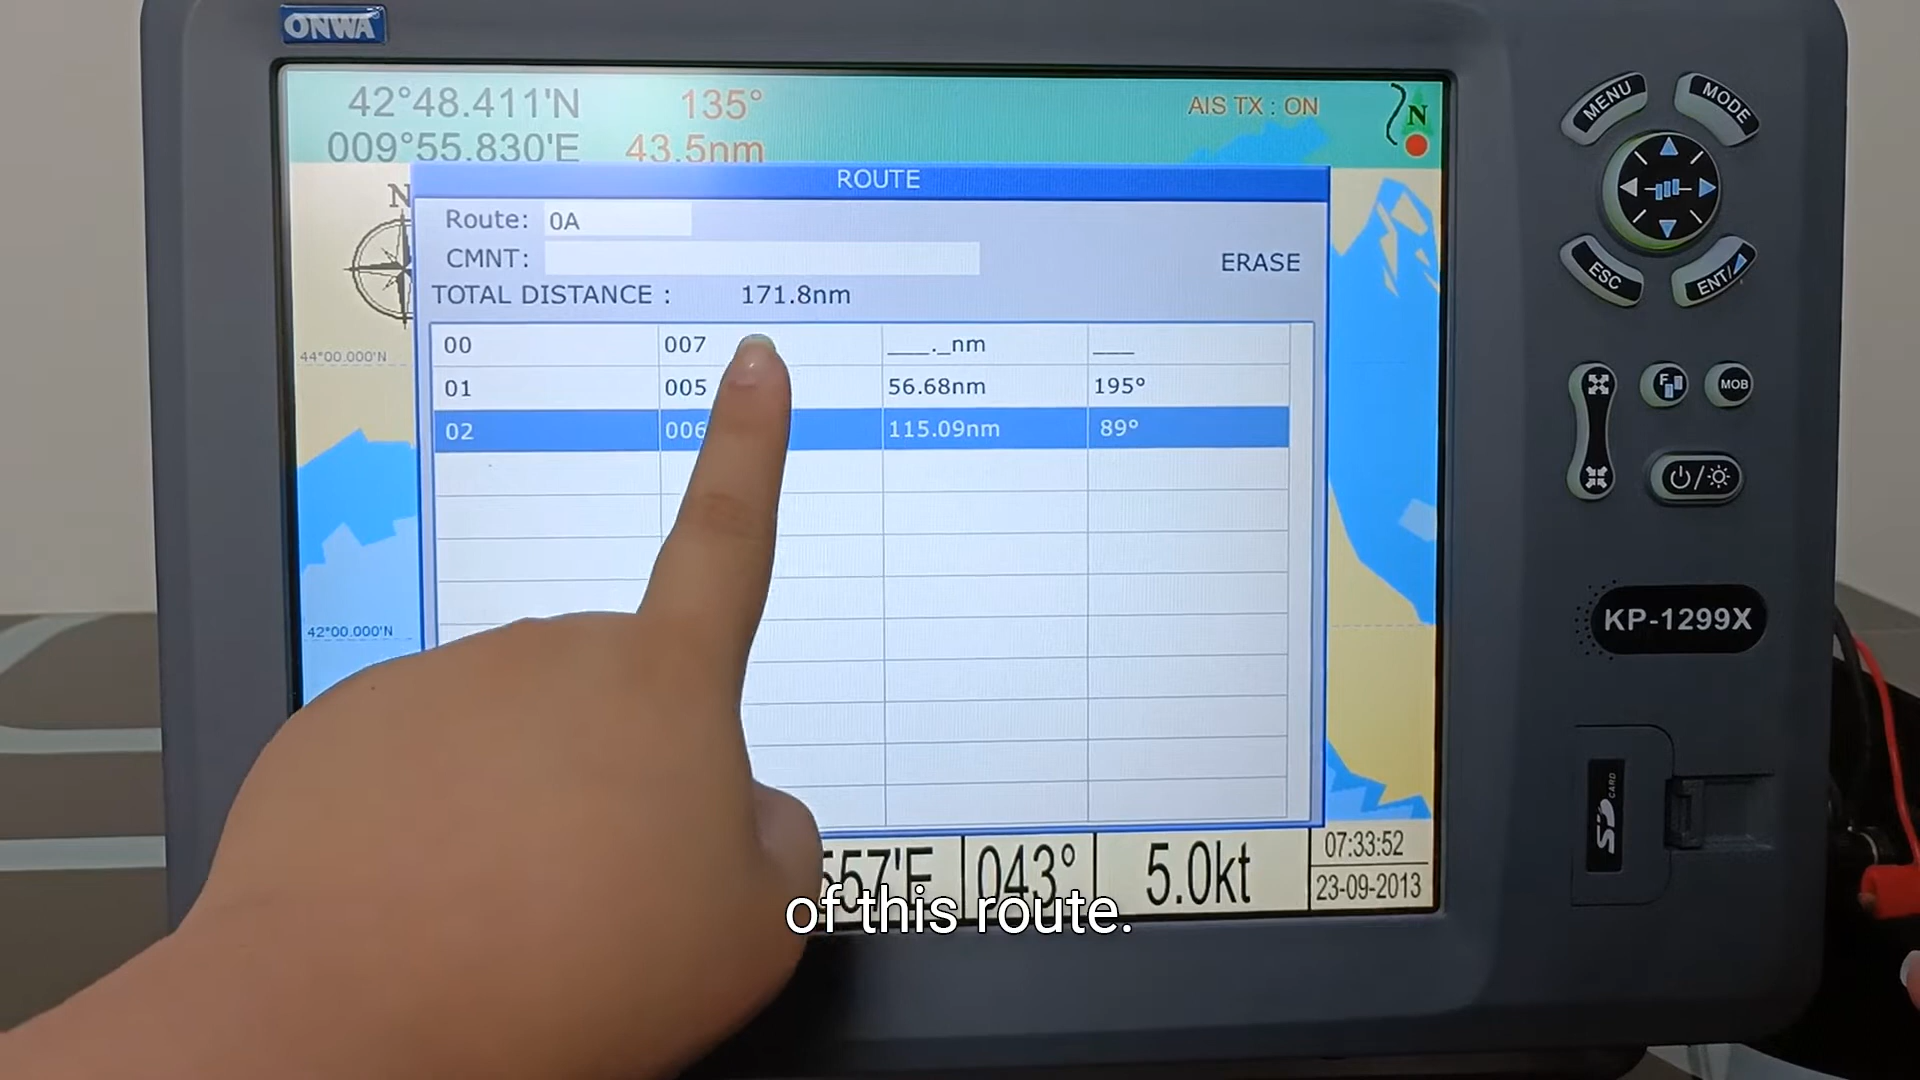 ONWA
42°48.411'N 135° AIS TX : ON N
009°55.830'E 43.5nm
ROUTE
N
Route: 0A
CMNT: ERASE
TOTAL DISTANCE : 171.8nm
00 007 ___._nm ___
01 005 56.68nm 195°
02 006 115.09nm 89°
44°00.000'N
42°00.000'N
557'E 043° 5.0kt 07:33:52
23-09-2013
of this route.
MENU MODE
ESC ENT/
F MOB
KP-1299X
SD CARD